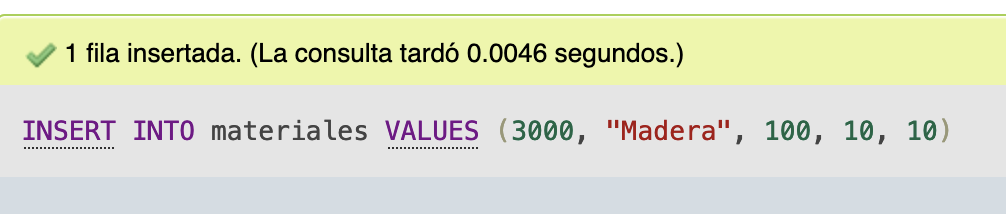 1 fila insertada. (La consulta tardó 0.0046 segundos.)
INSERT INTO materiales VALUES (3000, "Madera", 100, 10, 10)